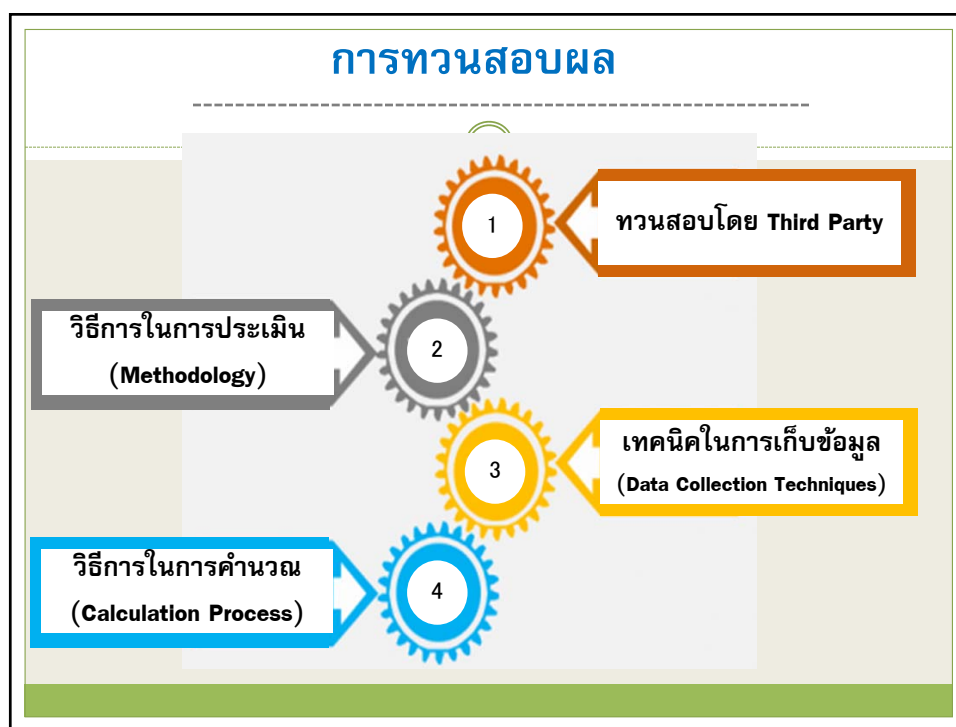 การทวนสอบผล
1
ทวนสอบโดย Third Party
วิธีการในการประเมิน
(Methodology)
2
3
เทคนิคในการเก็บข้อมูล
(Data Collection Techniques)
วิธีการในการคำนวณ
(Calculation Process)
4